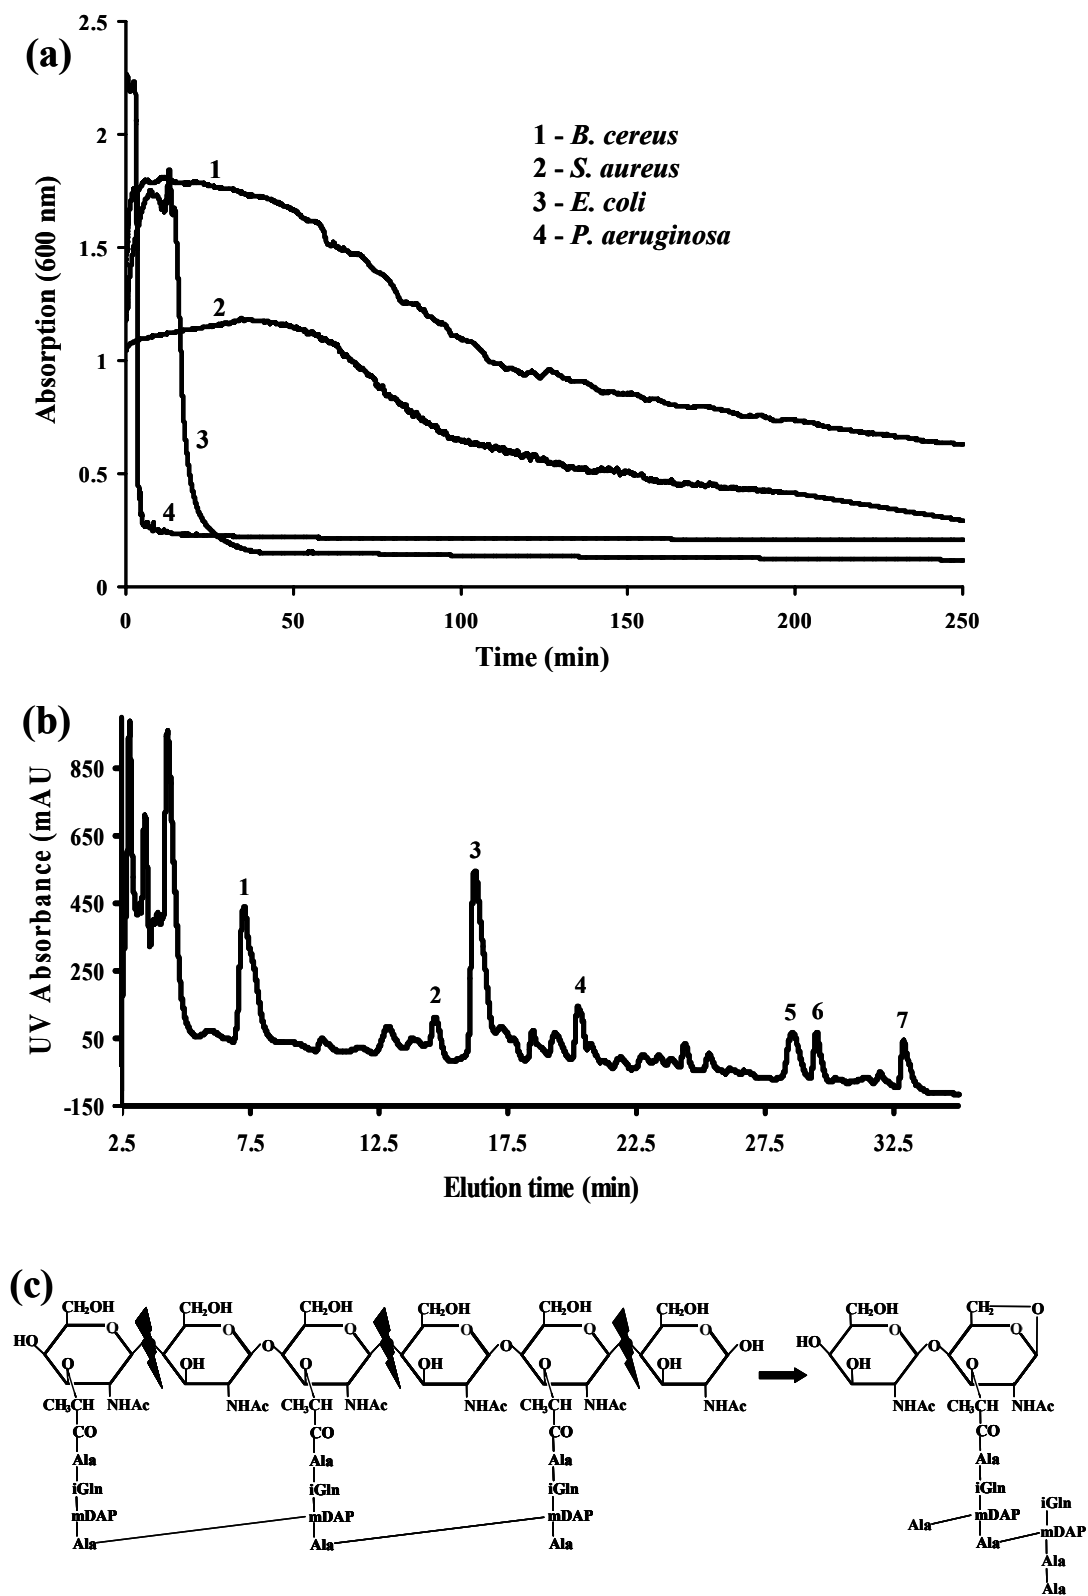 (a)
2.5
2
1.5
1
0.5
0
Absorption (600 nm)
1 - B. cereus
2 - S. aureus
3 - E. coli
4 - P. aeruginosa
1
2
3
4
0 50 100 150 200 250
Time (min)
(b)
850
650
450
250
50
-150
UV Absorbance (mAU
1 2 3 4 5 6 7
2.5 7.5 12.5 17.5 22.5 27.5 32.5
Elution time (min)
(c)
CH₂OH CH₂OH CH₂OH CH₂OH CH₂OH CH₂OH CH₂OH CH₂ O
HO O O O O O O OH HO O O
O OH O O OH O O OH OH O O
CH₃CH NHAc NHAc CH₃CH NHAc NHAc CH₃CH NHAc NHAc NHAc CH₃CH NHAc
CO CO CO CO
Ala Ala Ala Ala
iGln iGln iGln iGln iGln
mDAP mDAP mDAP Ala mDAP mDAP
Ala Ala Ala Ala Ala
Ala